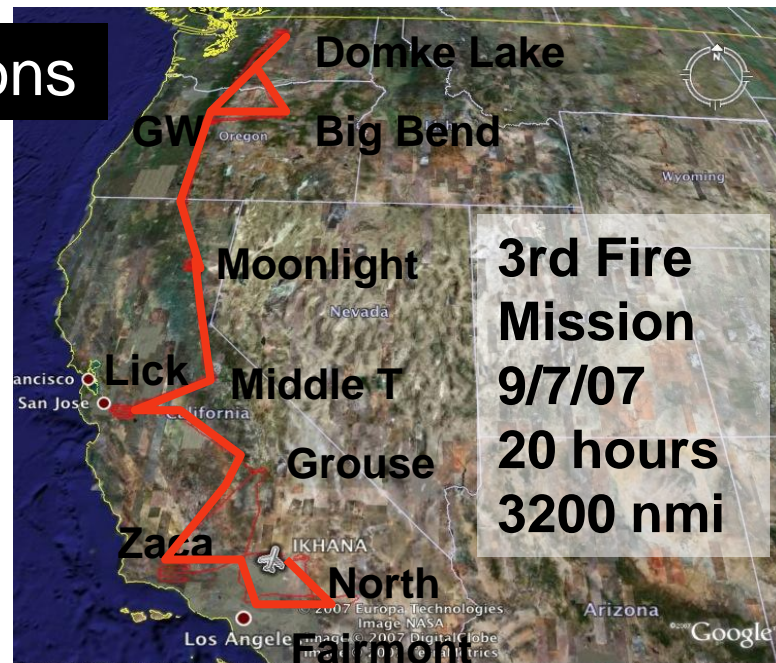 ons
Domke Lake
N
GW
Oregon
Big Bend
Wyoming
Moonlight
Nevada
3rd Fire
Mission
9/7/07
20 hours
3200 nmi
ancisco
Lick
Middle T
San Jose
California
Grouse
Zaca
IKHANA
North
© 2007 Europa Technologies
Image NASA
Arizona
Los Angele
Image © 2007 DigitalGlobe
Fairmont
©2007 Google